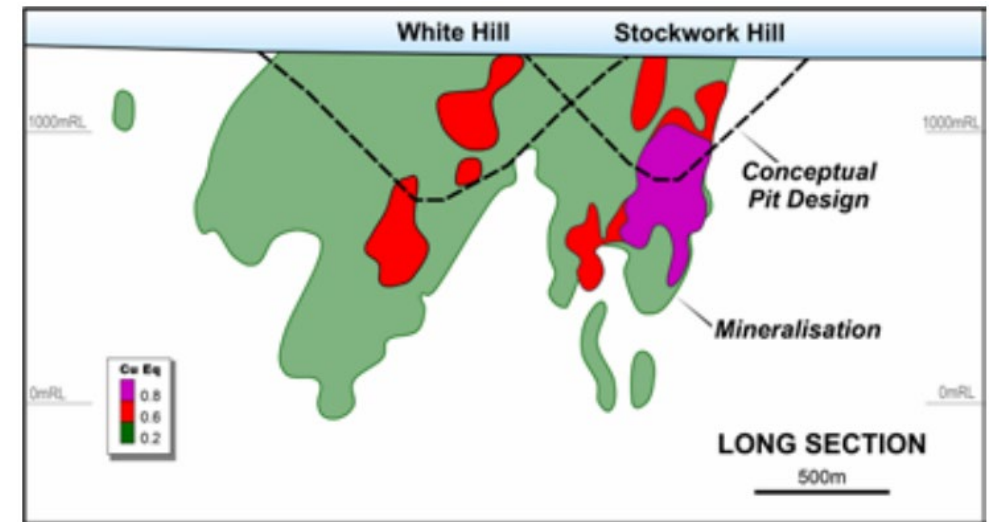 White Hill
Stockwork Hill
1000mRL
1000mRL
Conceptual
Pit Design
Mineralisation
Cu Eq
0.8
0.6
0.2
0mRL
0mRL
LONG SECTION
500m